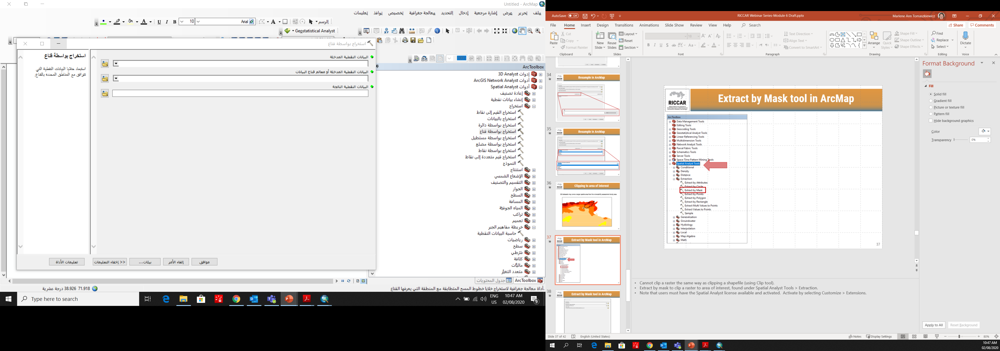 Untitled - ArcMap
ملف تحرير عرض إشارة مرجعية إدخال التحديد معالجة جغرافية تخصيص نوافذ تعليمات
الرسم
Arial
10
B I U A
Geostatistical Analyst
استخراج بواسطة قناع
البيانات النقطية المدخلة
البيانات النقطية المدخلة أو معالم قناع البيانات
البيانات النقطية الناتجة
استخراج بواسطة قناع
استبعاد خلايا البيانات النقطية التي
تتوافق مع المناطق المحددة بالقناع.
موافق
إلغاء الأمر
بيئات...
<< إخفاء التعليمات
تعليمات الأداة
ArcToolbox
إدوات 3D Analyst
أدوات ArcGIS Network Analyst
أدوات Spatial Analyst
إعادة تصنيف
إنشاء بيانات نقطية
استخراج
استخراج القيم إلى نقاط
استخراج بالبيانات
استخراج بواسطة دائرة
استخراج بواسطة قناع
استخراج بواسطة مستطيل
استخراج بواسطة مضلع
استخراج بواسطة نقاط
استخراج قيم متعددة إلى نقاط
النموذج
استنتاج
الإشعاع الشمسي
التقسيم والتصنيف
الجوار
السطح
المسافة
المياه الجوفية
تراكب
تعميم
خريطة مفاهيم الجبر
حاسبة البيانات النقطية
رياضيات
سطح
شرطي
كثافة
مائيات
متعدد التغير
ArcToolbox
جدول المحتويات
أداة معالجة جغرافية لاستخراج خلايا خطوط المسح المتطابقة مع المنطقة التي يعرفها القناع.
71.918 38.926 درجة عشرية
Type here to search
ENG
US
10:47 AM
02/08/2020
9
AutoSave Off
RICCAR Webinar Series-Module 6 Draft.pptx
Marlene Ann Tomaszkiewicz
File Home Insert Design Transitions Animations Slide Show Review View Help Search
Share
Comments
Paste
Cut
Copy
Format Painter
Clipboard
New Slide
Reuse Slides
Layout
Reset
Section
Slides
18
Font
Text Direction
Align Text
Convert to SmartArt
Paragraph
Arrange
Quick Styles
Shape Fill
Shape Outline
Shape Effects
Drawing
Find
Replace
Select
Editing
Dictate
Voice
34
RICCAR
Resample in ArcMap
35
Resample in ArcMap
36
Clipping to area of interest
GIS datasets may cover a larger spatial area than the vulnerability assessment study area
37
Extract by Mask tool in ArcMap
38
Extract by Mask tool in ArcMap
RICCAR
Extract by Mask tool in ArcMap
ArcToolbox
Data Management Tools
Editing Tools
Geocoding Tools
Geostatistical Analyst Tools
Linear Referencing Tools
Multidimension Tools
Network Analyst Tools
Parcel Fabric Tools
Schematics Tools
Server Tools
Space Time Pattern Mining Tools
Spatial Analyst Tools
Conditional
Density
Distance
Extraction
Extract by Attributes
Extract by Circle
Extract by Mask
Extract by Points
Extract by Polygon
Extract by Rectangle
Extract Multi Values to Points
Extract Values to Points
Sample
Generalization
Groundwater
Hydrology
Interpolation
Local
Map Algebra
Math
37
• Cannot clip a raster the same way as clipping a shapefile (using Clip tool).
• Extract by mask to clip a raster to area of interest, found under Spatial Analyst Tools > Extraction.
• Note that users must have the Spatial Analyst license available and activated. Activate by selecting Customize > Extensions.
Format Background
Fill
Solid fill
Gradient fill
Picture or texture fill
Pattern fill
Hide background graphics
Color
Transparency
0%
Apply to All
Reset Background
Slide 37 of 42
English (United States)
Notes
Display Settings
80%
10:47 AM
02/08/2020